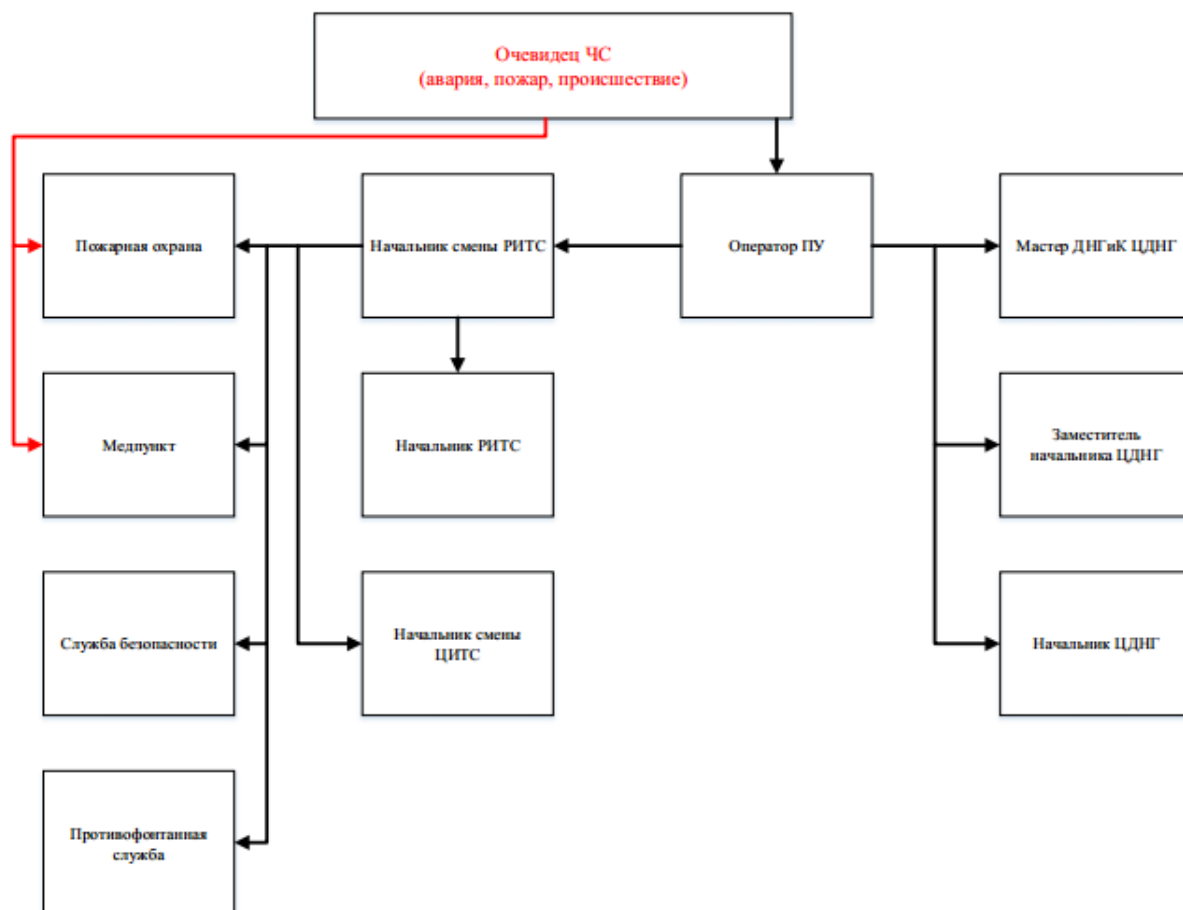 Очевидец ЧС
(авария, пожар, происшествие)
Пожарная охрана
Начальник смены РИТС
Оператор ПУ
Мастер ДНГиК ЦДНГ
Медпункт
Начальник РИТС
Заместитель
начальника ЦДНГ
Служба безопасности
Начальник смены
ЦИТС
Начальник ЦДНГ
Противофонтанная
служба